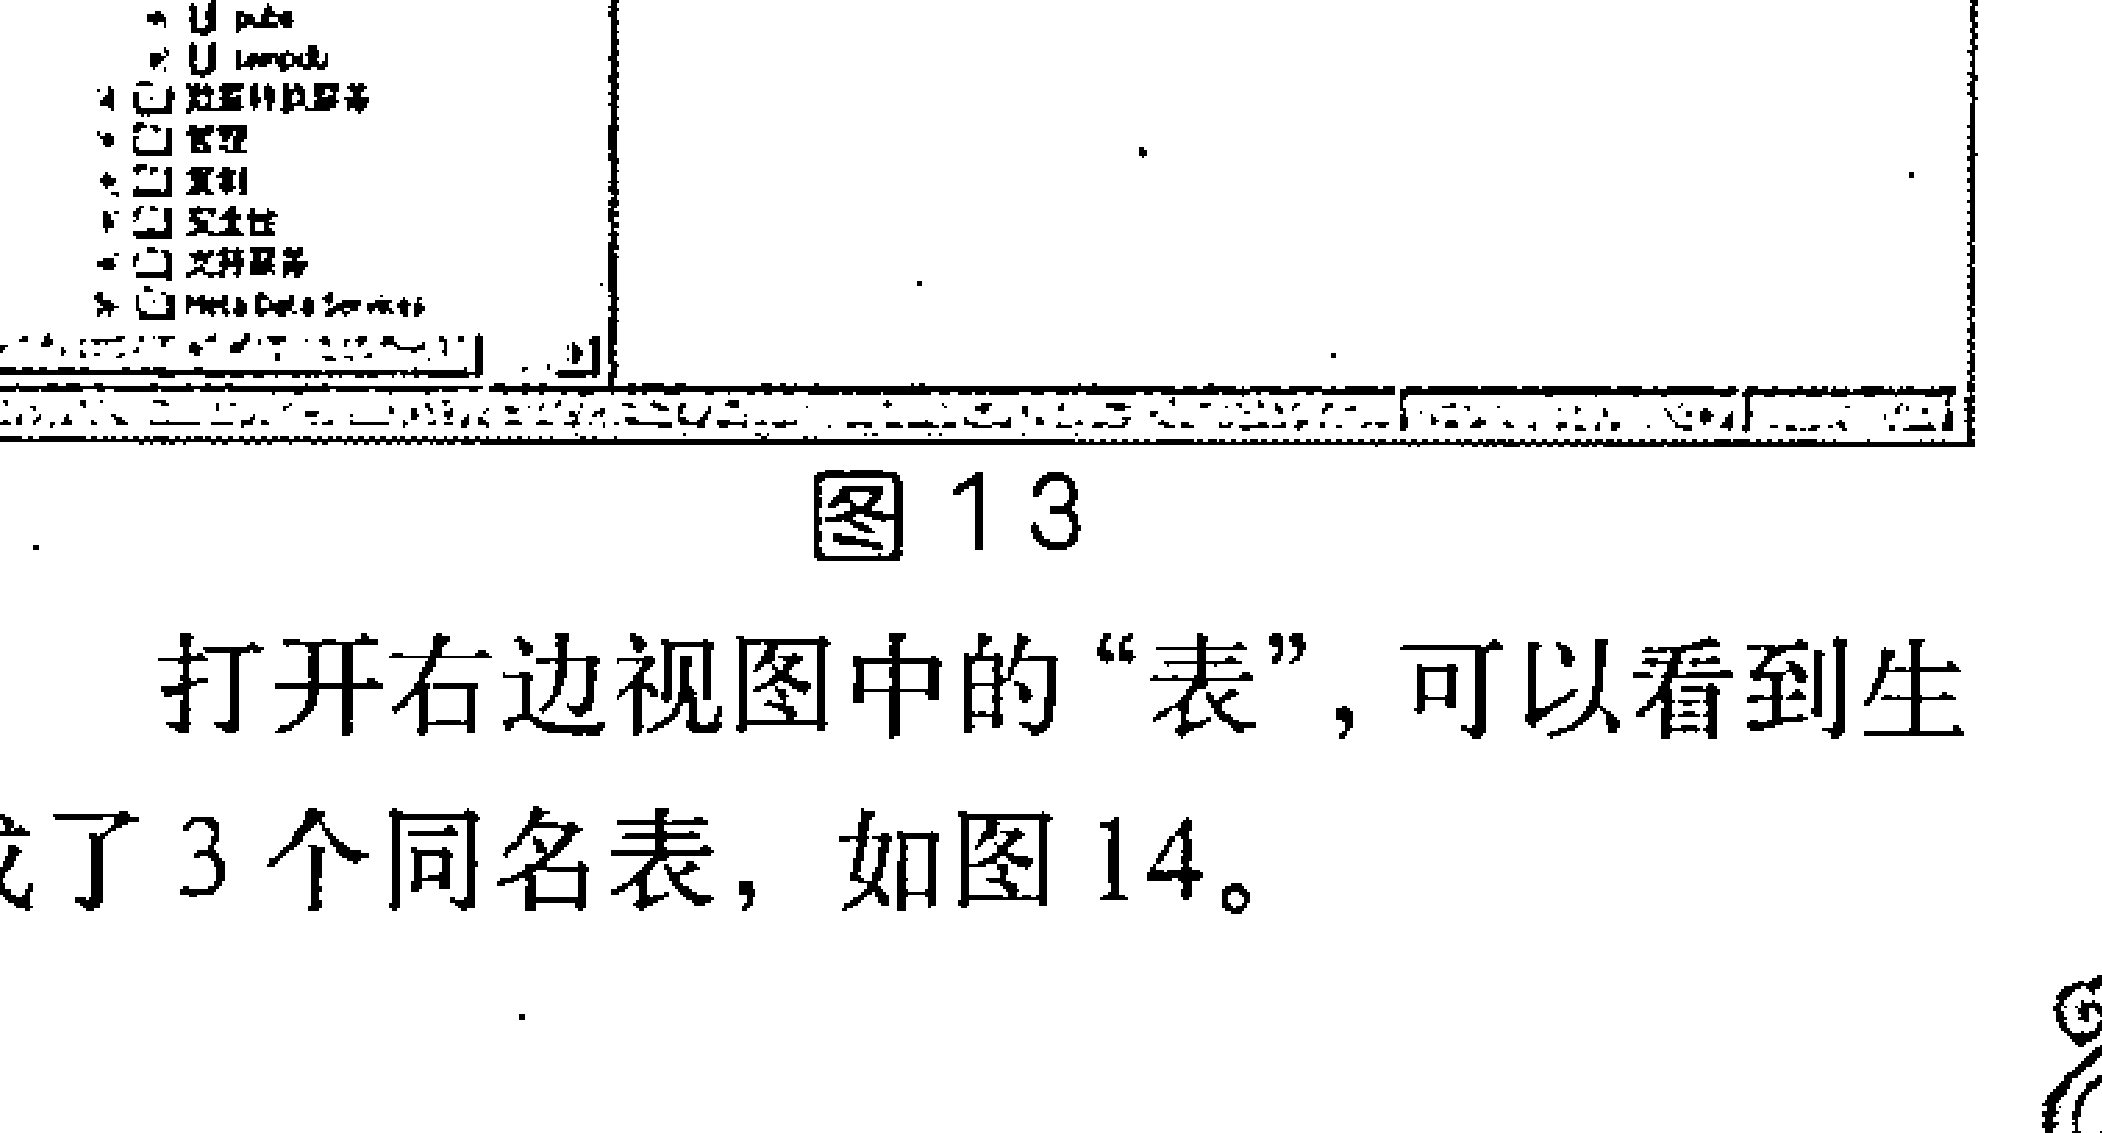 pubs
tempdb
数据转换服务
管理
复制
安全性
支持服务
Meta Data Services
图 13
打开右边视图中的“表”,可以看到生
成了 3 个同名表，如图 14。